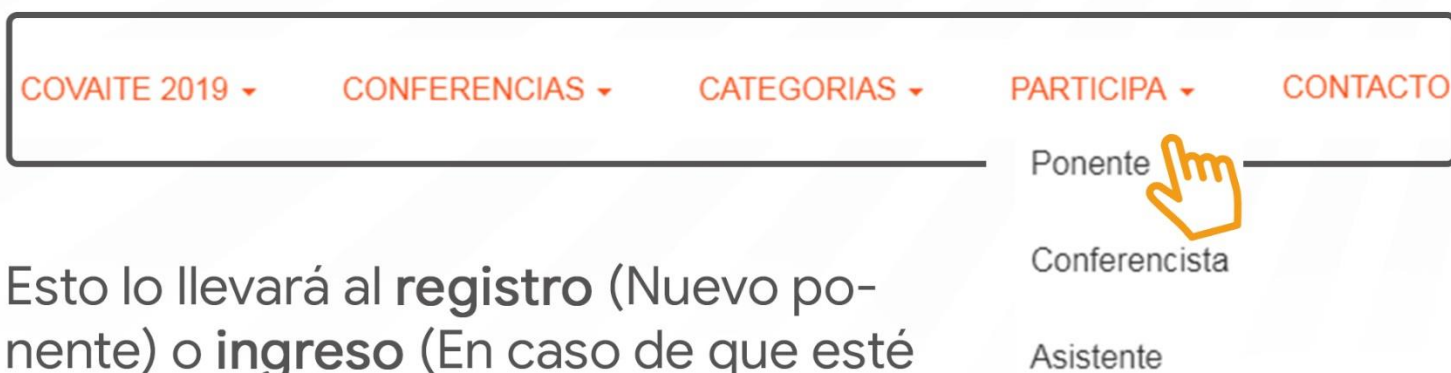 COVAITE 2019 CONFERENCIAS CATEGORIAS PARTICIPA CONTACTO
Ponente
Conferencista
Asistente
Esto lo llevará al registro (Nuevo po-
nente) o ingreso (En caso de que esté